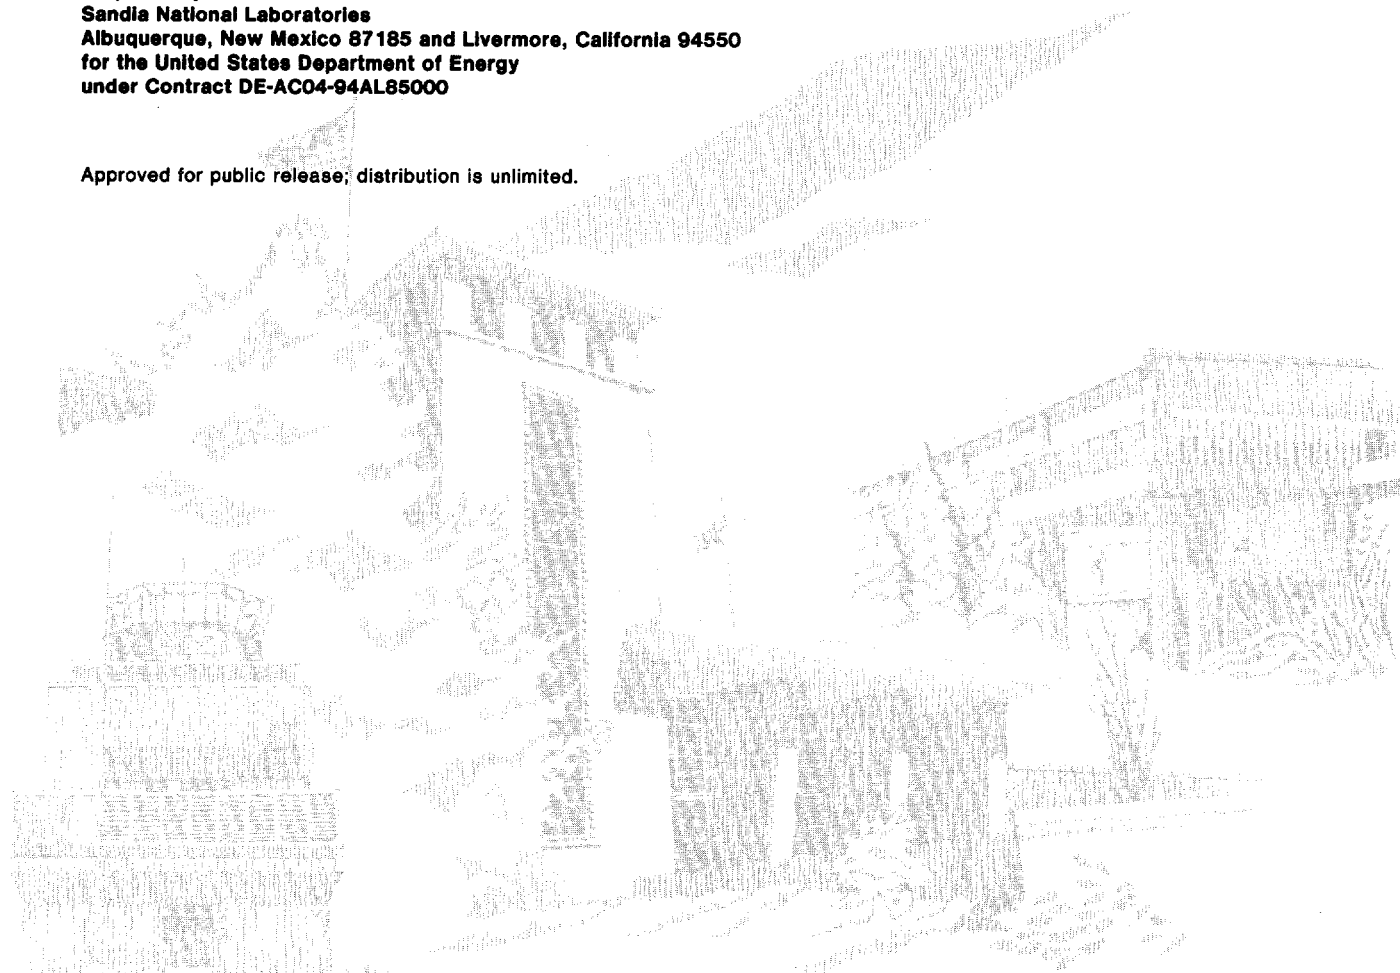 Sandia National Laboratories
Albuquerque, New Mexico 87185 and Livermore, California 94550
for the United States Department of Energy
under Contract DE-AC04-94AL85000
Approved for public release; distribution is unlimited.